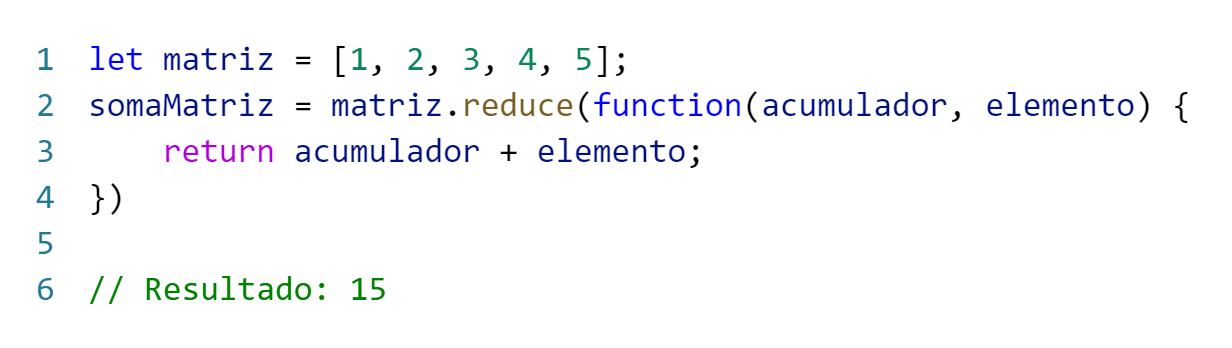 1 let matriz = [1, 2, 3, 4, 5];
2 somaMatriz = matriz.reduce(function(acumulador, elemento) {
3     return acumulador + elemento;
4 })
5
6 // Resultado: 15